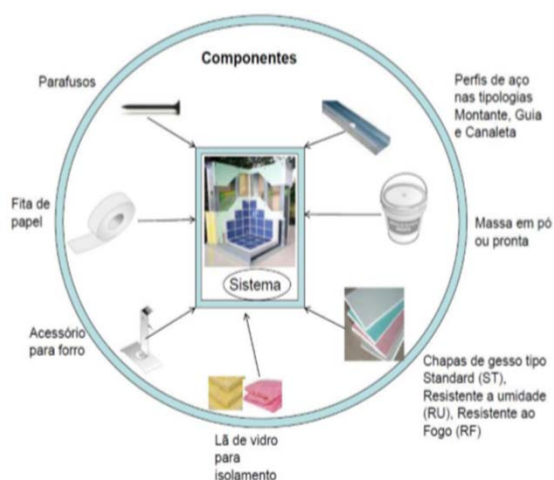 Componentes
Parafusos
Perfis de aço
nas tipologias
Montante, Guia
e Canaleta
Fita de
papel
Massa em pó
ou pronta
Sistema
Acessório
para forro
Chapas de gesso tipo
Standard (ST),
Resistente a umidade
(RU), Resistente ao
Fogo (RF)
Lã de vidro
para
isolamento